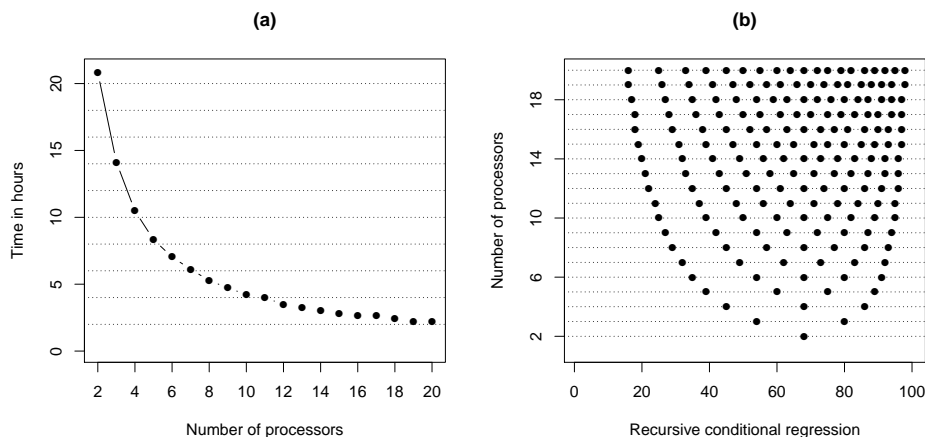 (a)
Time in hours
20
15
10
5
0
2 4 6 8 10 12 14 16 18 20
Number of processors
(b)
Number of processors
18
14
10
6
2
0 20 40 60 80 100
Recursive conditional regression